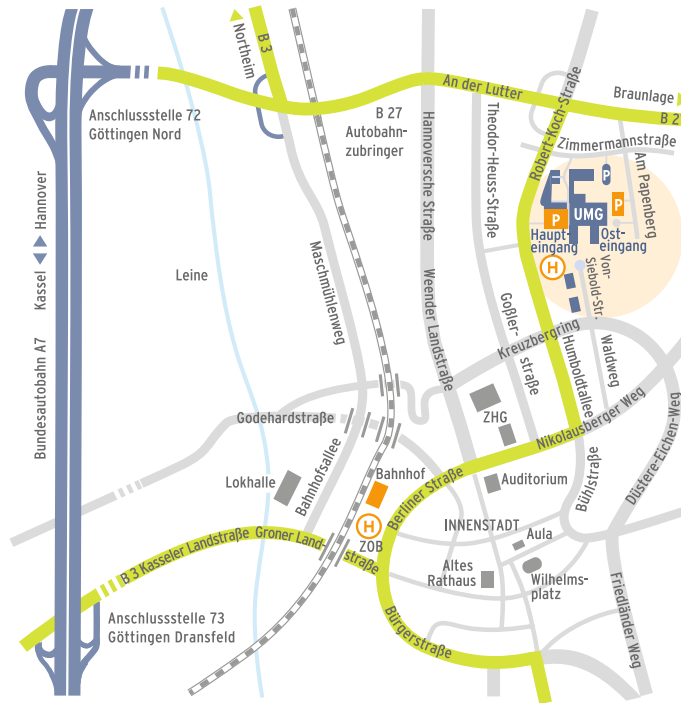 Northeim
B 3
An der Lutter
Braunlage
B 2
Anschlussstelle 72
Göttingen Nord
B 27
Autobahn-
zubringer
Hannoversche Straße
Theodor-Heuss-Straße
Robert-Koch-Straße
Zimmermannstraße
Am Papenberg
P
P
P
UMG
Haupt-
eingang
Ost-
eingang
H
Von-
Siebold-Str.
Kassel
Hannover
Bundesautobahn A7
Leine
Maschmühlenweg
Weender Landstraße
Goßler-
straße
Kreuzbergring
Humboldtallee
Waldweg
Nikolausberger Weg
Düstere-Eichen-Weg
Godehardstraße
ZHG
Bahnhofsallee
Lokhalle
Bahnhof
Berliner Straße
Auditorium
Bühlstraße
H
ZOB
INNENSTADT
Aula
B 3 Kasseler Landstraße
Groner Land-
straße
Altes
Rathaus
Wilhelms-
platz
Anschlussstelle 73
Göttingen Dransfeld
Bürgerstraße
Friedländer Weg